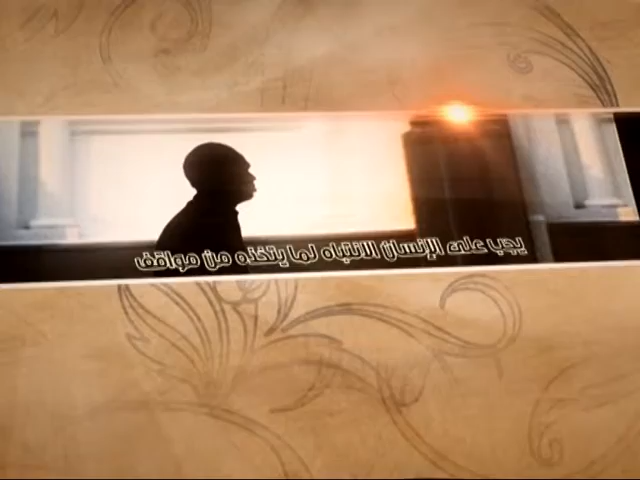 يجب على الإنسان الانتباه لما يتخذه من مواقف